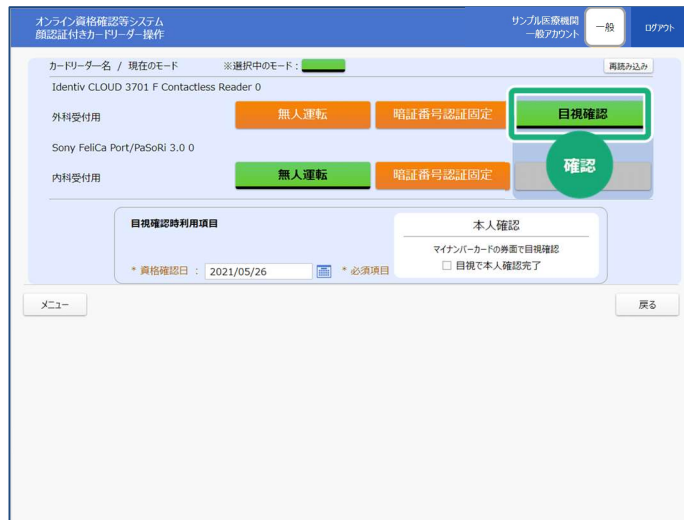 オンライン資格確認等システム
顔認証付きカードリーダー操作
サンプル医療機関
一般アカウント
一般
ログアウト
カードリーダー名 / 現在のモード
※選択中のモード：
再読み込み
Identiv CLOUD 3701 F Contactless Reader 0
外科受付用
無人運転
暗証番号認証固定
目視確認
Sony FeliCa Port/PaSoRi 3.0 0
内科受付用
無人運転
暗証番号認証固定
確認
目視確認時利用項目
* 資格確認日 ： 2021/05/26
* 必須項目
本人確認
マイナンバーカードの券面で目視確認
目視で本人確認完了
メニュー
戻る